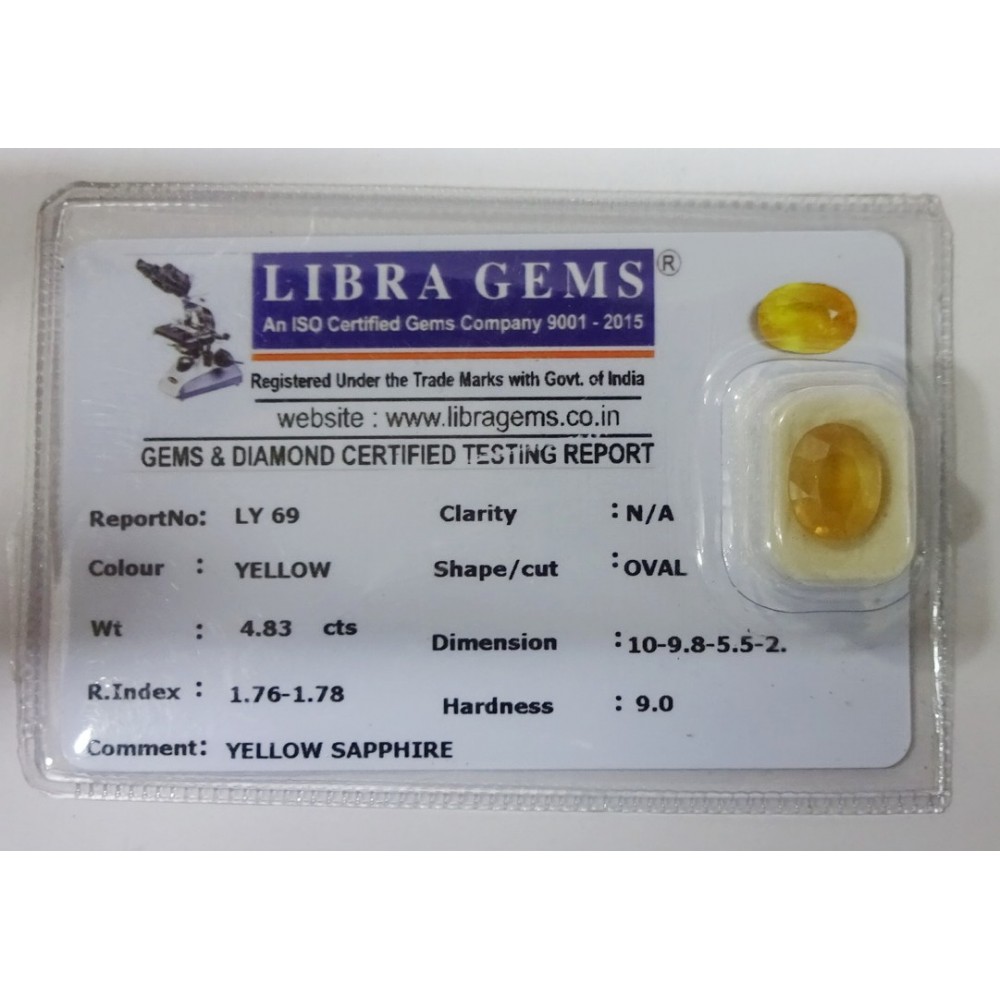 LIBRA GEMS ®
An ISO Certified Gems Company 9001 - 2015
Registered Under the Trade Marks with Govt. of India
website : www.libragems.co.in
GEMS & DIAMOND CERTIFIED TESTING REPORT
ReportNo: LY 69 Clarity : N/A
Colour : YELLOW Shape/cut : OVAL
Wt : 4.83 cts Dimension : 10-9.8-5.5-2.
R.Index : 1.76-1.78 Hardness : 9.0
Comment: YELLOW SAPPHIRE